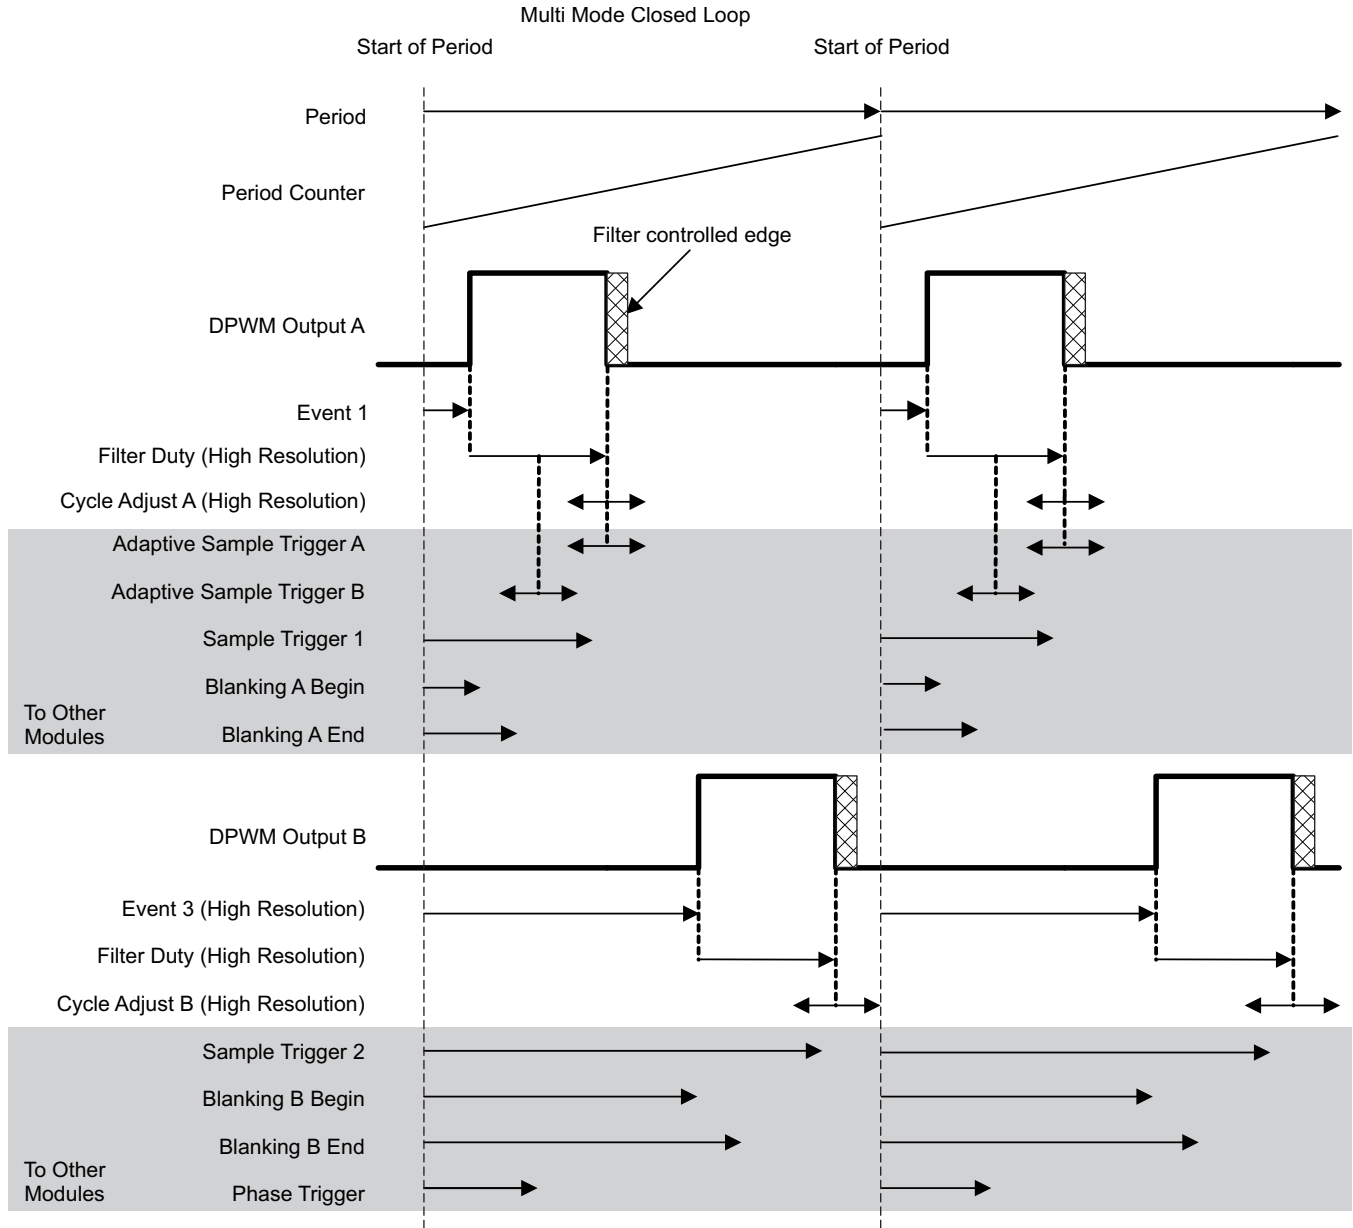 Multi Mode Closed Loop
Start of Period
Start of Period
Period
Period Counter
Filter controlled edge
DPWM Output A
Event 1
Filter Duty (High Resolution)
Cycle Adjust A (High Resolution)
Adaptive Sample Trigger A
Adaptive Sample Trigger B
Sample Trigger 1
Blanking A Begin
To Other
Modules
Blanking A End
DPWM Output B
Event 3 (High Resolution)
Filter Duty (High Resolution)
Cycle Adjust B (High Resolution)
Sample Trigger 2
Blanking B Begin
Blanking B End
To Other
Modules
Phase Trigger